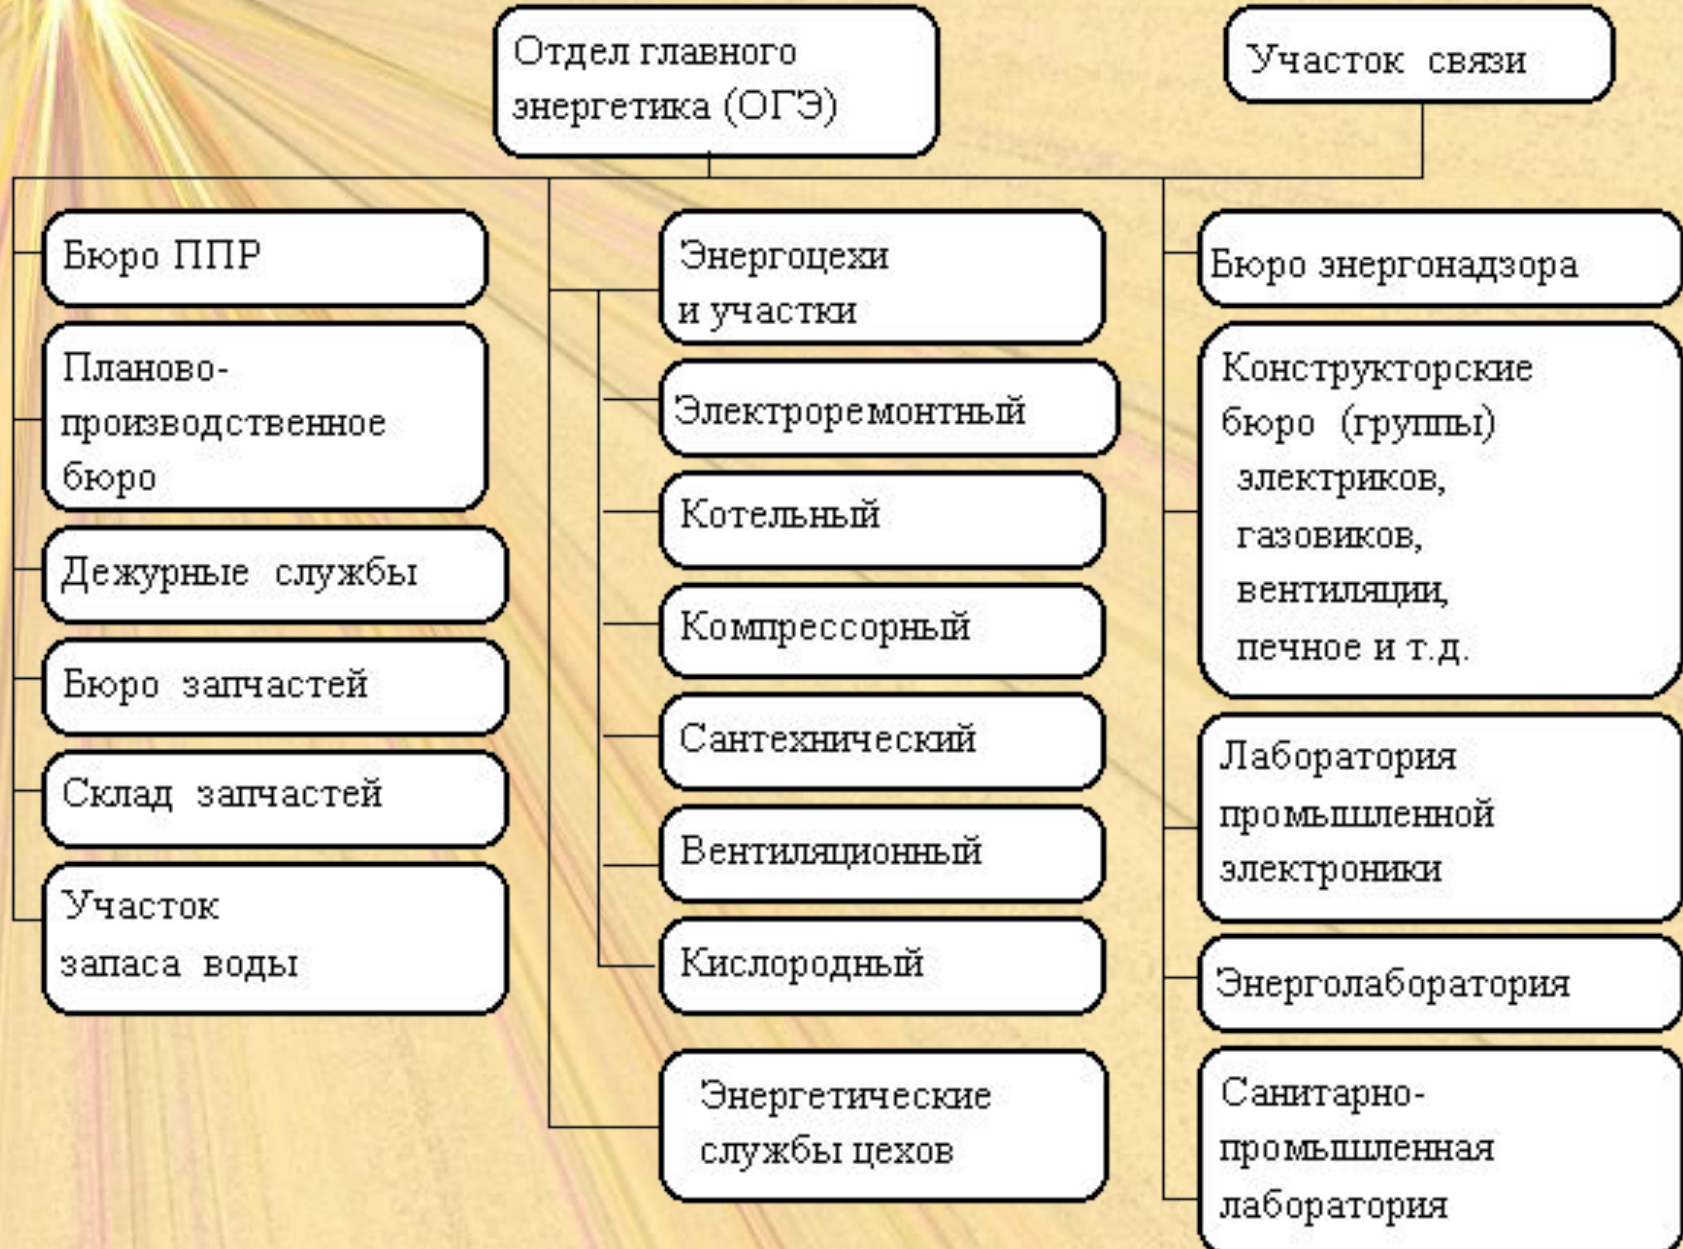 Отдел главного
энергетика (ОГЭ)
Участок связи
Бюро ППР
Планово-
производственное
бюро
Дежурные службы
Бюро запчастей
Склад запчастей
Участок
запаса воды
Энергоцехи
и участки
Электроремонтный
Котельный
Компрессорный
Сантехнический
Вентиляционный
Кислородный
Энергетические
службы цехов
Бюро энергонадзора
Конструкторские
бюро (группы)
электриков,
газовиков,
вентиляции,
печное и т.д.
Лаборатория
промышленной
электроники
Энерголаборатория
Санитарно-
промышленная
лаборатория